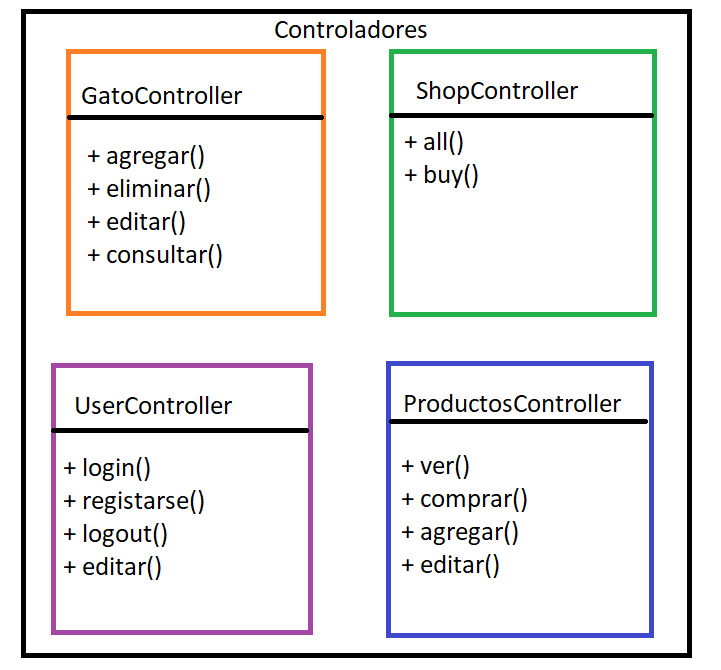 Controladores
GatoController
+ agregar()
+ eliminar()
+ editar()
+ consultar()
ShopController
+ all()
+ buy()
UserController
+ login()
+ registarse()
+ logout()
+ editar()
ProductosController
+ ver()
+ comprar()
+ agregar()
+ editar()